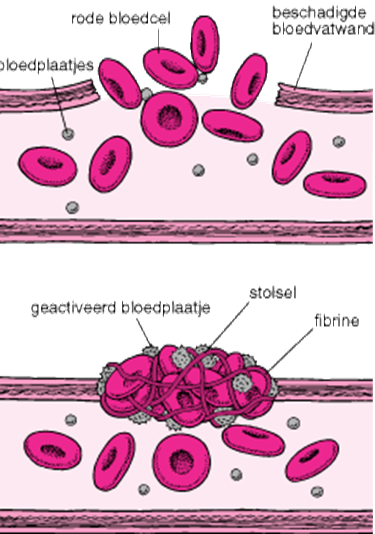 rode bloedcel
beschadigde
bloedvatwand
bloedplaatjes
stolsel
geactiveerd bloedplaatje
fibrine